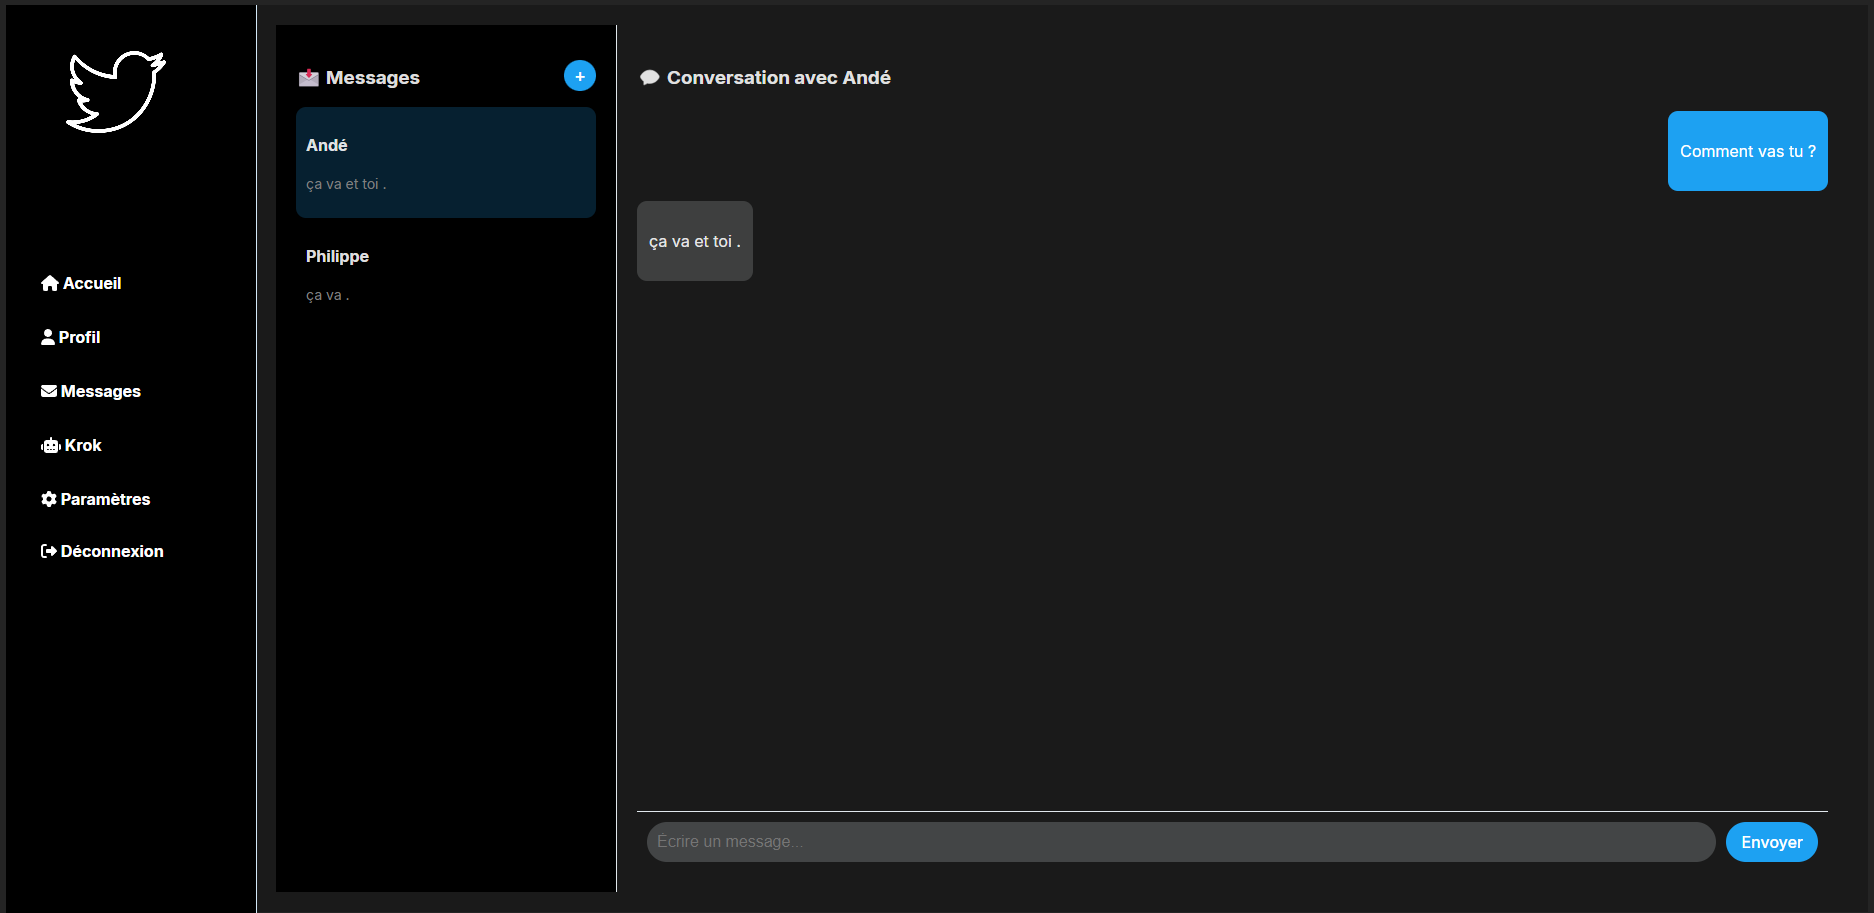 Accueil
Profil
Messages
Krok
Paramètres
Déconnexion
Messages
+
Andé
ça va et toi .
Philippe
ça va .
Conversation avec Andé
Comment vas tu ?
ça va et toi .
Écrire un message...
Envoyer